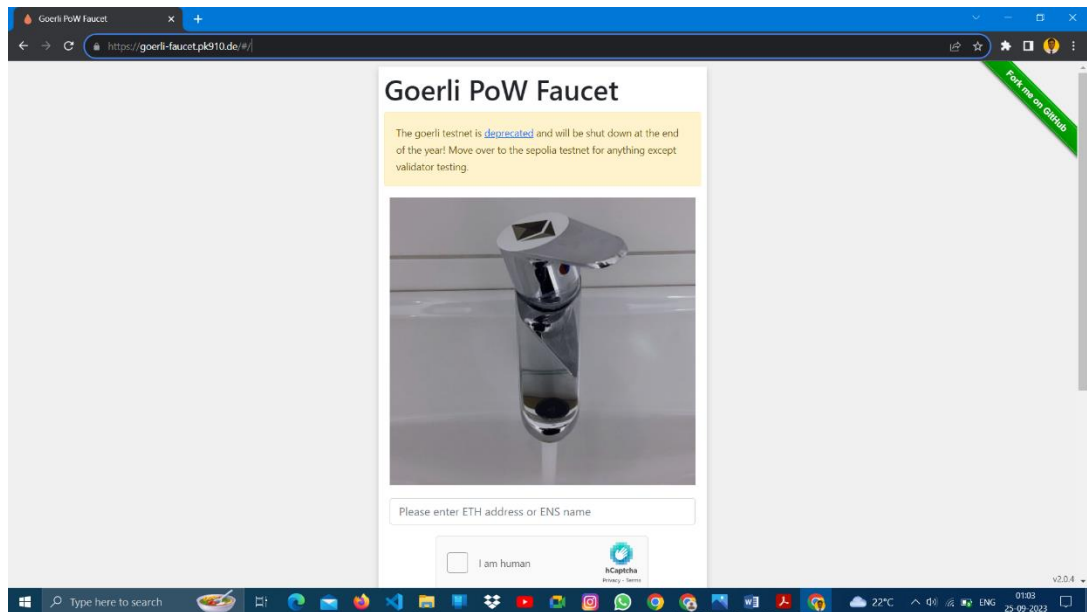 Goerli PoW Faucet
https://goerli-faucet.pk910.de/#/
Fork me on GitHub
Goerli PoW Faucet
The goerli testnet is deprecated and will be shut down at the end
of the year! Move over to the sepolia testnet for anything except
validator testing.
Please enter ETH address or ENS name
I am human
hCaptcha
Privacy - Terms
v2.0.4
Type here to search
22°C
ENG
01:03
25-09-2023